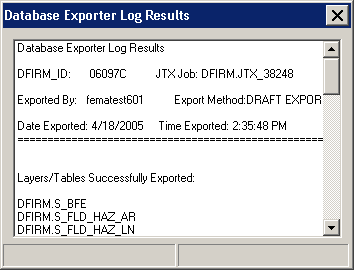 Database Exporter Log Results
Database Exporter Log Results
DFIRM_ID: 06097C JTX Job: DFIRM.JTX_38248
Exported By: fematest601 Export Method:DRAFT EXPOR
Date Exported: 4/18/2005 Time Exported: 2:35:48 PM
====================================================
Layers/Tables Successfully Exported:
DFIRM.S_BFE
DFIRM.S_FLD_HAZ_AR
DFIRM.S_FLD_HAZ_LN